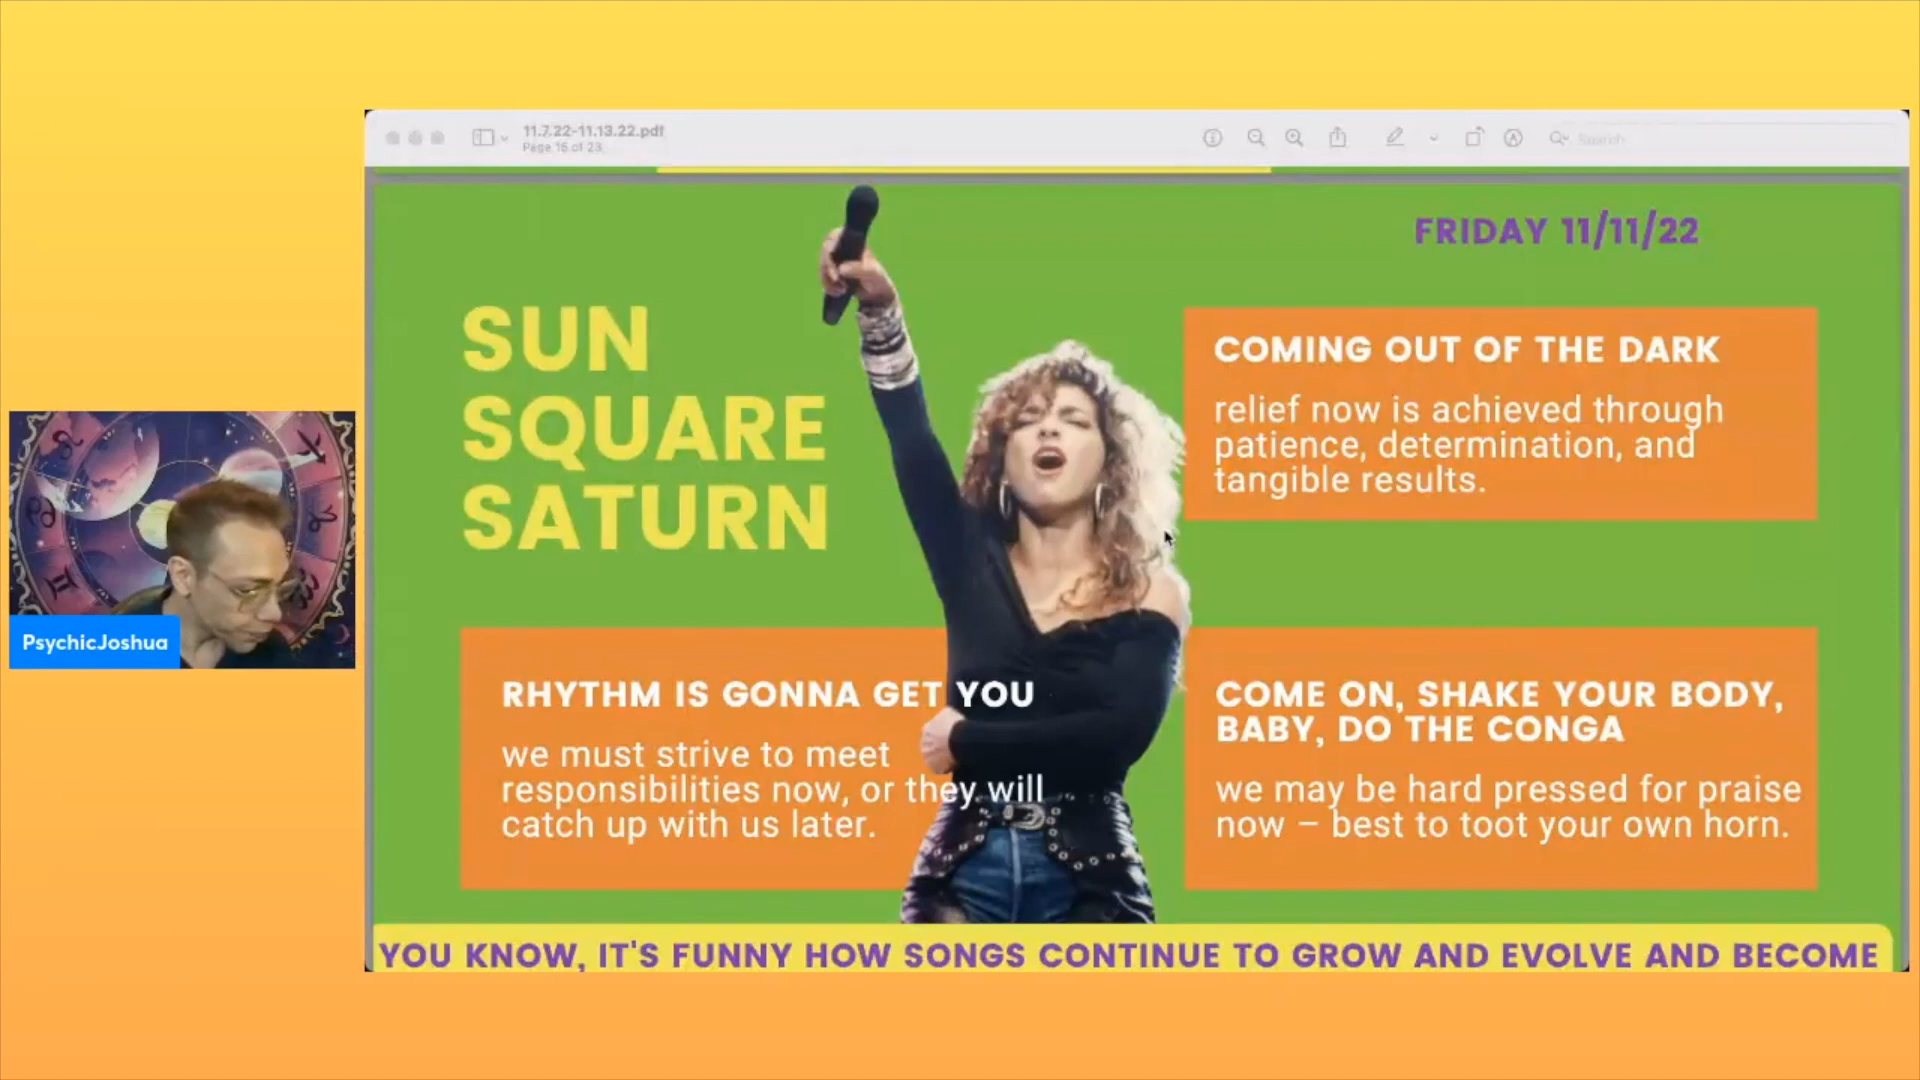 11.7.22-11.13.22.pdf
Page 16 of 23
Search
FRIDAY 11/11/22
SUN
SQUARE
SATURN
COMING OUT OF THE DARK
relief now is achieved through
patience, determination, and
tangible results.
PsychicJoshua
RHYTHM IS GONNA GET YOU
we must strive to meet
responsibilities now, or they will
catch up with us later.
COME ON, SHAKE YOUR BODY,
BABY, DO THE CONGA
we may be hard pressed for praise
now – best to toot your own horn.
YOU KNOW, IT'S FUNNY HOW SONGS CONTINUE TO GROW AND EVOLVE AND BECOME